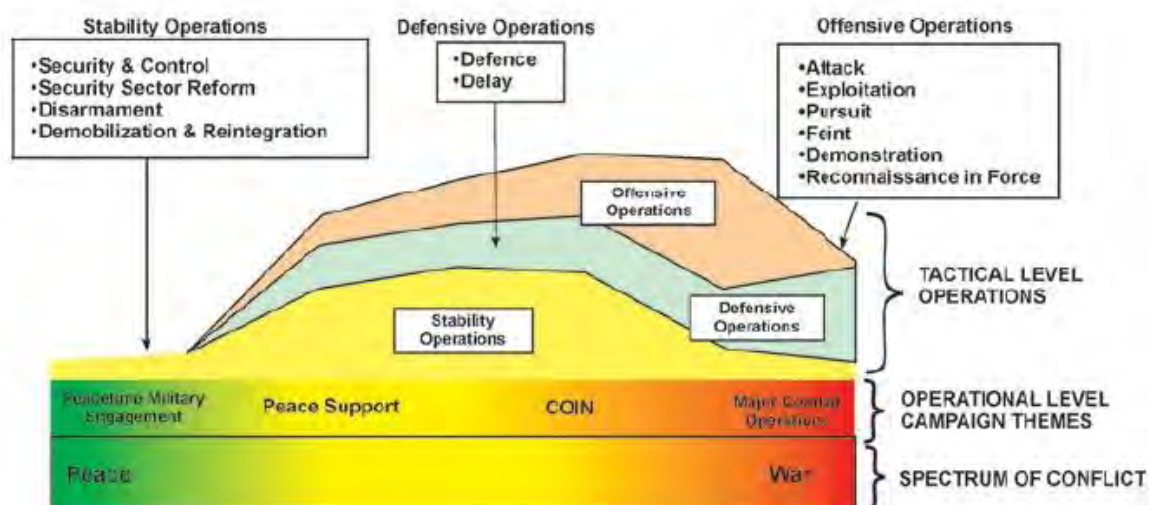 Stability Operations
•Security & Control
•Security Sector Reform
•Disarmament
•Demobilization & Reintegration
Defensive Operations
•Defence
•Delay
Offensive Operations
•Attack
•Exploitation
•Pursuit
•Feint
•Demonstration
•Reconnaissance in Force
Offensive
Operations
Stability
Operations
Defensive
Operations
TACTICAL LEVEL
OPERATIONS
Peacetime Military
Engagement
Peace Support
COIN
Major Combat
Operations
OPERATIONAL LEVEL
CAMPAIGN THEMES
Peace
War
SPECTRUM OF CONFLICT